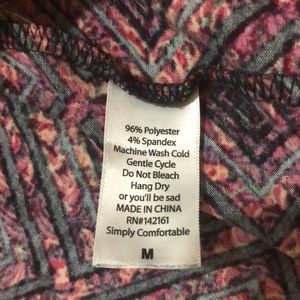 96% Polyester
4% Spandex
Machine Wash Cold
Gentle Cycle
Do Not Bleach
Hang Dry
or you'll be sad
MADE IN CHINA
RN#142161
Simply Comfortable
M